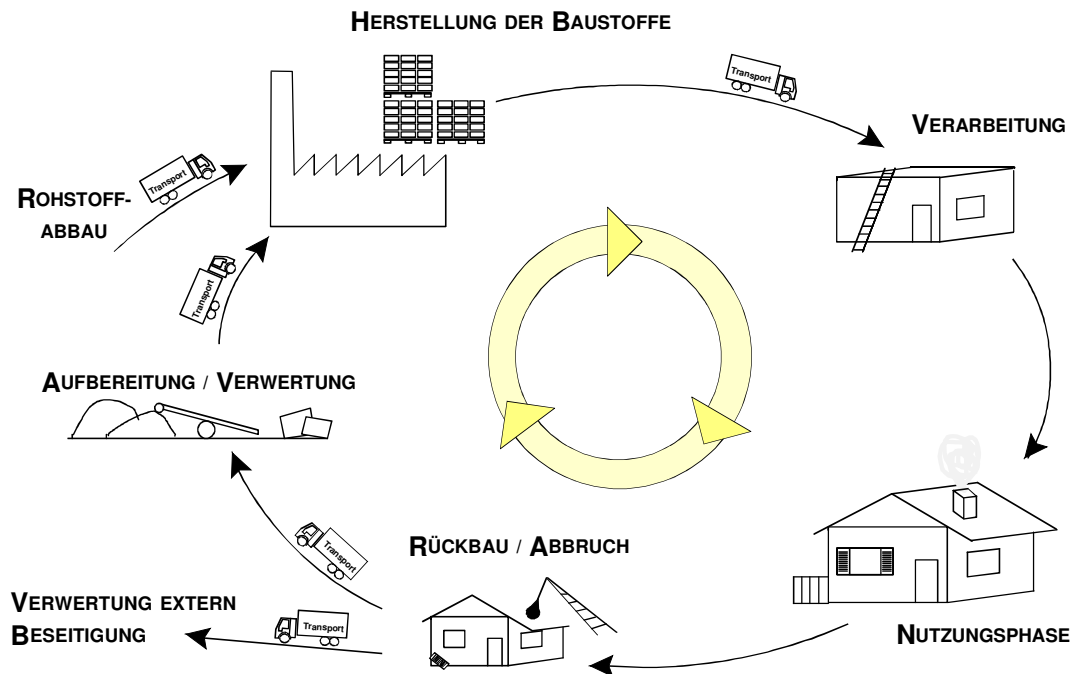 HERSTELLUNG DER BAUSTOFFE
Transport
VERARBEITUNG
Transport
ROHSTOFF-
ABBAU
Transport
AUFBEREITUNG / VERWERTUNG
RÜCKBAU / ABBRUCH
Transport
VERWERTUNG EXTERN
BESEITIGUNG
Transport
NUTZUNGSPHASE